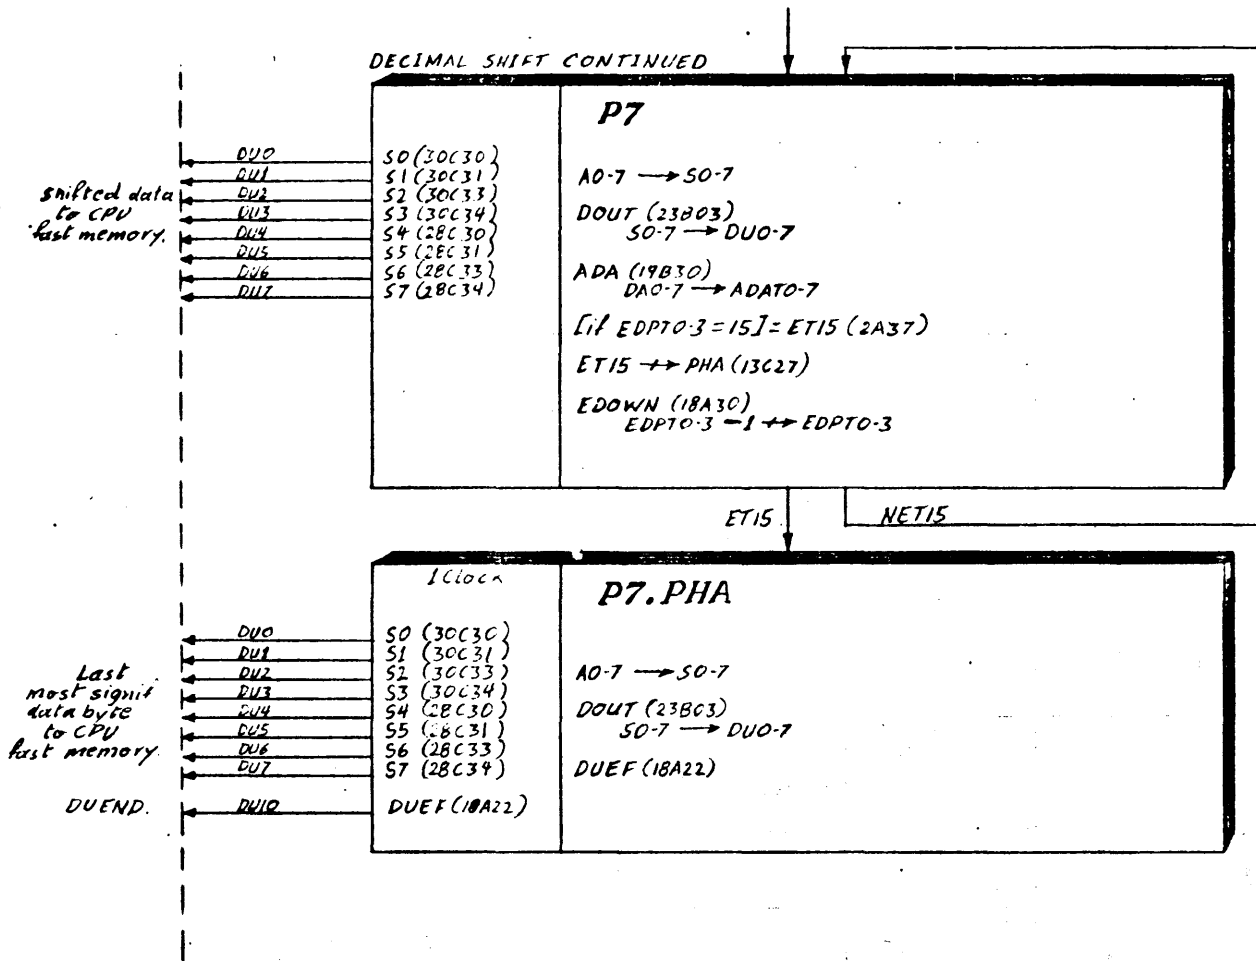 DECIMAL SHIFT CONTINUED
P7
DU0 S0 (30C30)
DU1 S1 (30C31)
DU2 S2 (30C33)
DU3 S3 (30C34)
DU4 S4 (28C30)
DU5 S5 (28C31)
DU6 S6 (28C33)
DU7 S7 (28C34)
shifted data
to CPU
fast memory.
A0-7 → S0-7
DOUT (23B03)
S0-7 → DU0-7
ADA (19B30)
DA0-7 → ADAT0-7
[if EDPT0-3 = 15] = ET15 (2A37)
ET15 ↛ PHA (13C27)
EDOWN (18A30)
EDPT0-3 -1 ↛ EDPT0-3
ET15 NET15
1 Clock
P7.PHA
DU0 S0 (30C30)
DU1 S1 (30C31)
DU2 S2 (30C33)
DU3 S3 (30C34)
DU4 S4 (28C30)
DU5 S5 (28C31)
DU6 S6 (28C33)
DU7 S7 (28C34)
Last
most signif
data byte
to CPU
fast memory.
A0-7 → S0-7
DOUT (23B03)
S0-7 → DU0-7
DUEF (18A22)
DUEND. DU10 DUEF (18A22)